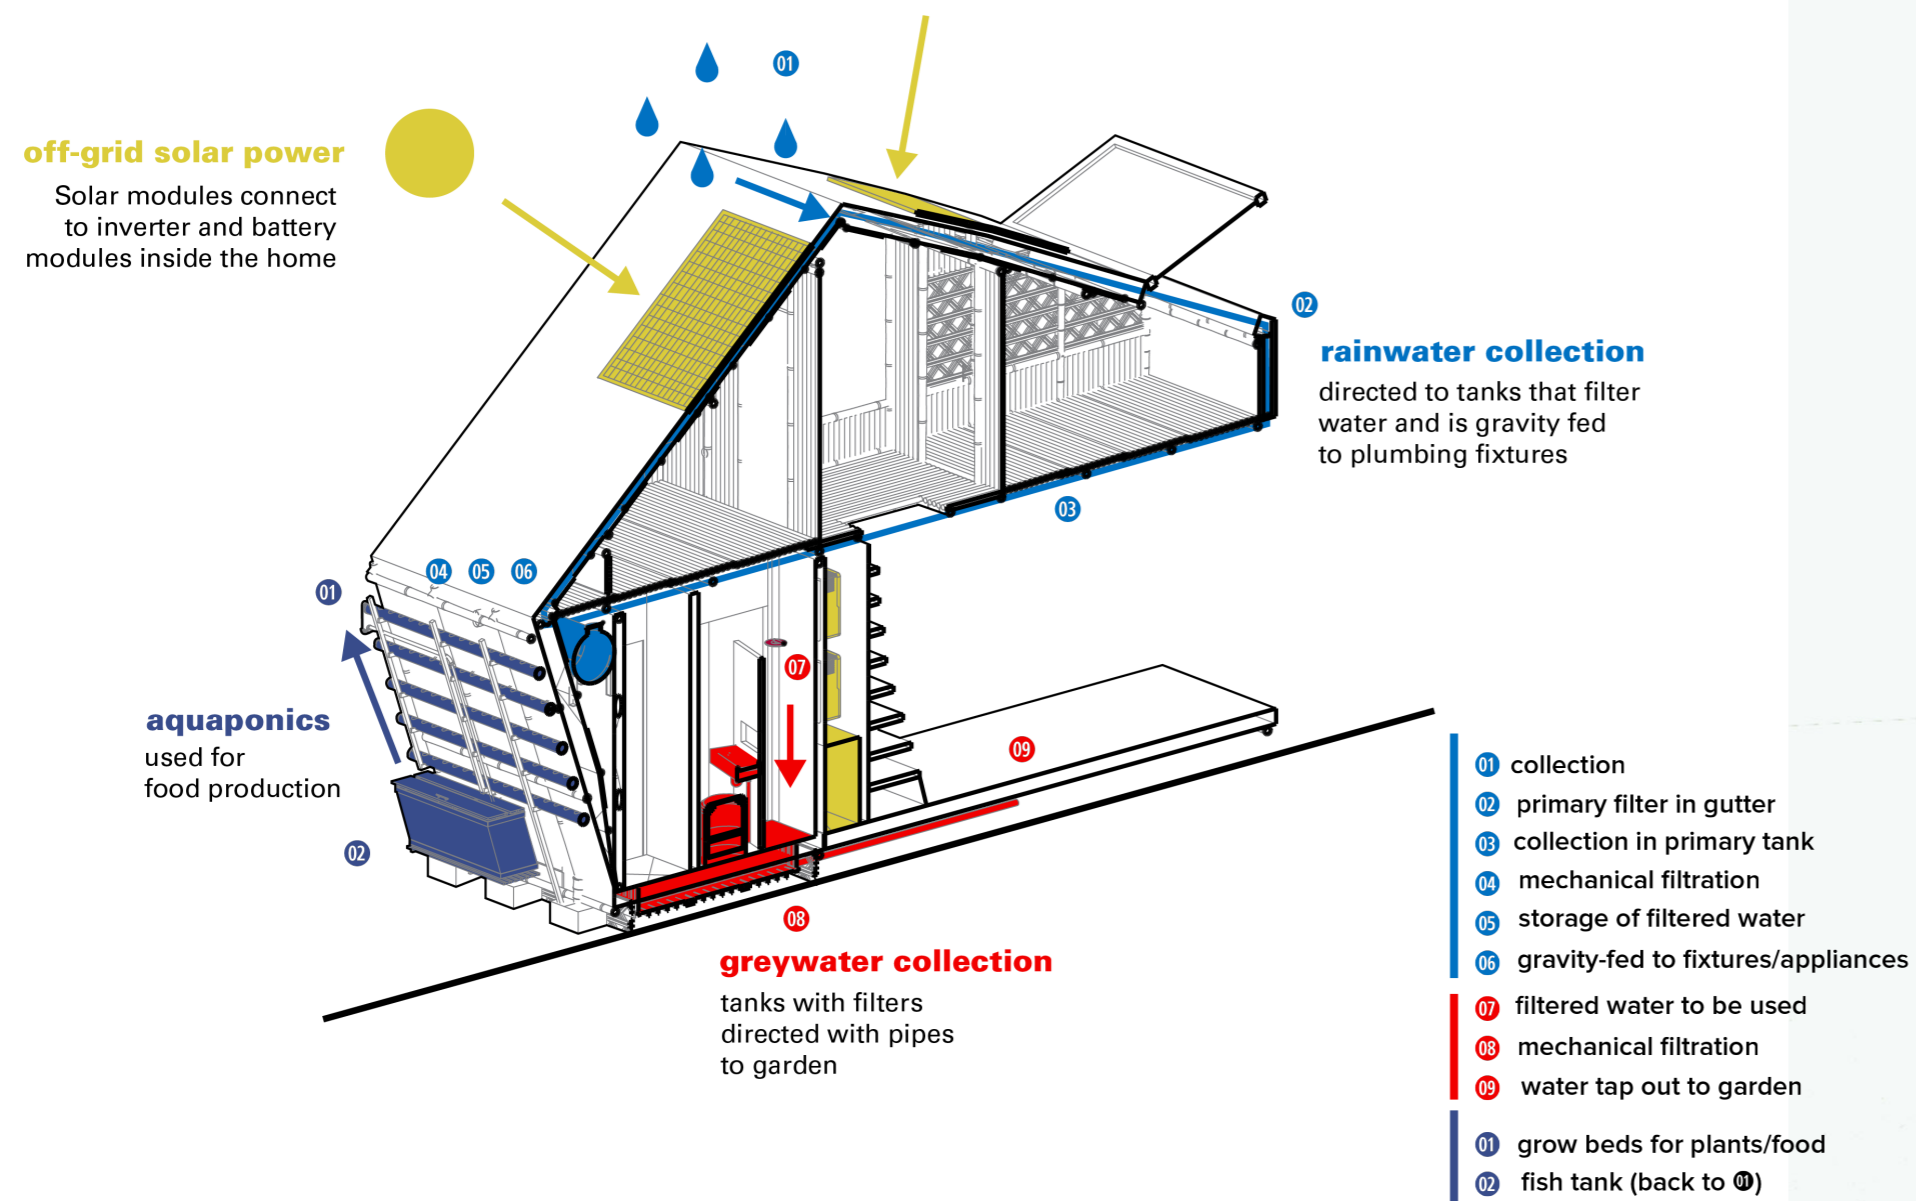 01
off-grid solar power
Solar modules connect
to inverter and battery
modules inside the home
02
rainwater collection
directed to tanks that filter
water and is gravity fed
to plumbing fixtures
03
04 05 06
01
aquaponics
used for
food production
02
07
09
08
greywater collection
tanks with filters
directed with pipes
to garden
01 collection
02 primary filter in gutter
03 collection in primary tank
04 mechanical filtration
05 storage of filtered water
06 gravity-fed to fixtures/appliances
07 filtered water to be used
08 mechanical filtration
09 water tap out to garden
01 grow beds for plants/food
02 fish tank (back to 01)